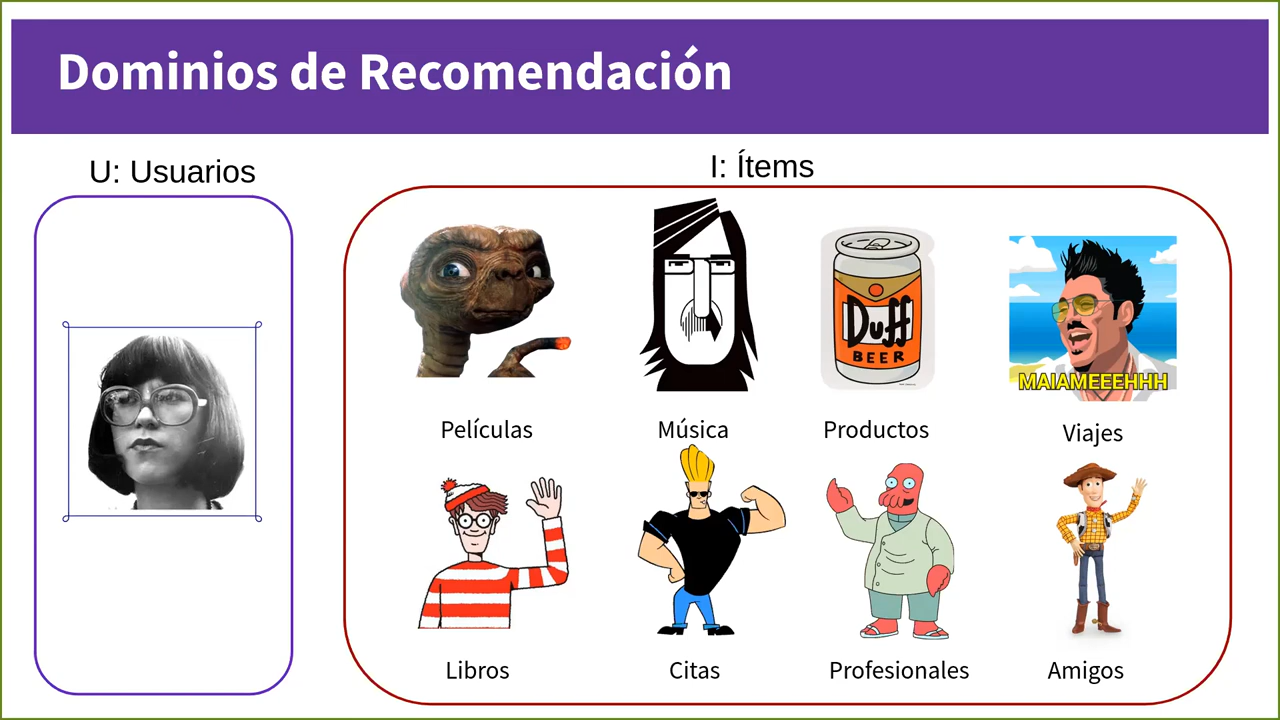 Dominios de Recomendación
U: Usuarios
I: Ítems
Duff
BEER
MAIAMEEEHHH
Películas
Música
Productos
Viajes
Libros
Citas
Profesionales
Amigos